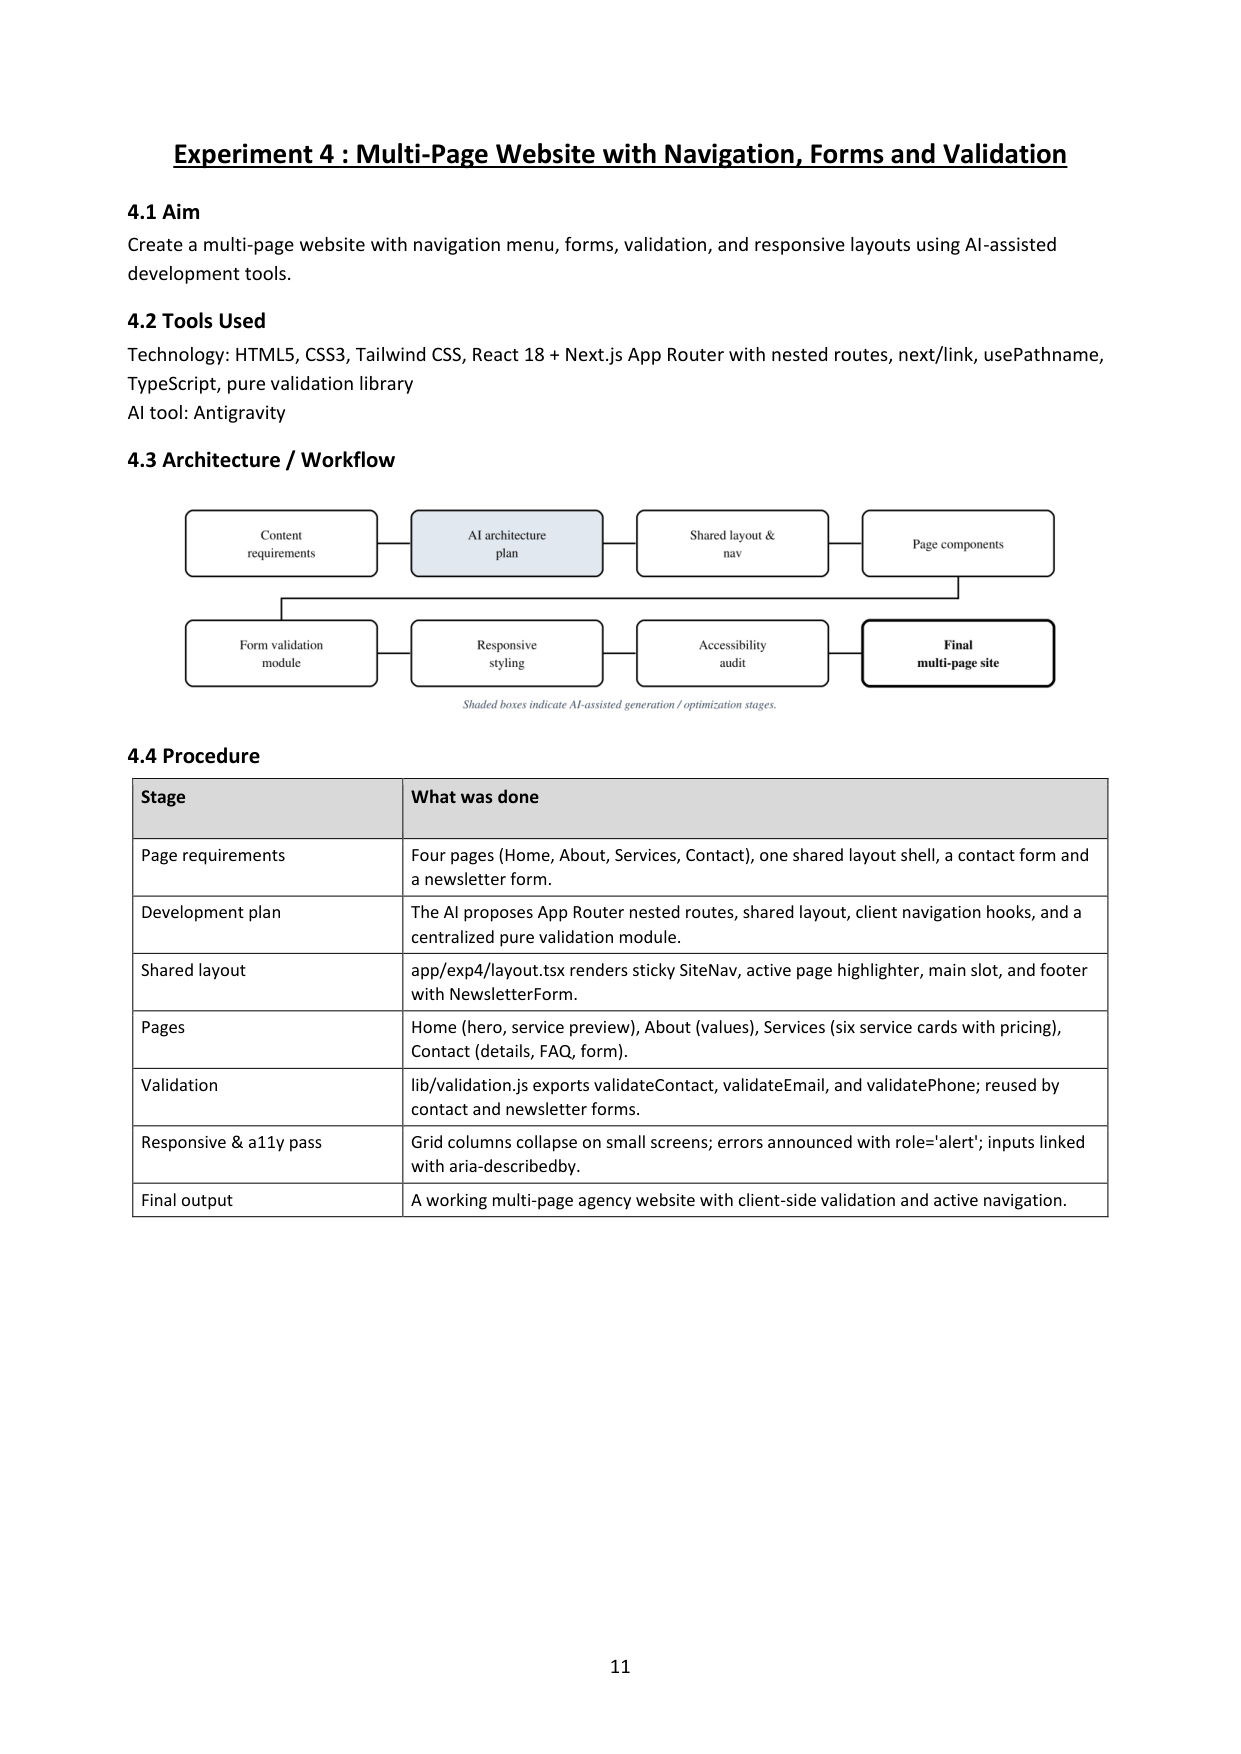 Experiment 4 : Multi-Page Website with Navigation, Forms and Validation
4.1 Aim
Create a multi-page website with navigation menu, forms, validation, and responsive layouts using AI-assisted
development tools.
4.2 Tools Used
Technology: HTML5, CSS3, Tailwind CSS, React 18 + Next.js App Router with nested routes, next/link, usePathname,
TypeScript, pure validation library
AI tool: Antigravity
4.3 Architecture / Workflow
Content
requirements
AI architecture
plan
Shared layout &
nav
Page components
Form validation
module
Responsive
styling
Accessibility
audit
Final
multi-page site
Shaded boxes indicate AI-assisted generation / optimization stages.
4.4 Procedure
Stage
What was done
Page requirements
Four pages (Home, About, Services, Contact), one shared layout shell, a contact form and
a newsletter form.
Development plan
The AI proposes App Router nested routes, shared layout, client navigation hooks, and a
centralized pure validation module.
Shared layout
app/exp4/layout.tsx renders sticky SiteNav, active page highlighter, main slot, and footer
with NewsletterForm.
Pages
Home (hero, service preview), About (values), Services (six service cards with pricing),
Contact (details, FAQ, form).
Validation
lib/validation.js exports validateContact, validateEmail, and validatePhone; reused by
contact and newsletter forms.
Responsive & a11y pass
Grid columns collapse on small screens; errors announced with role='alert'; inputs linked
with aria-describedby.
Final output
A working multi-page agency website with client-side validation and active navigation.
11